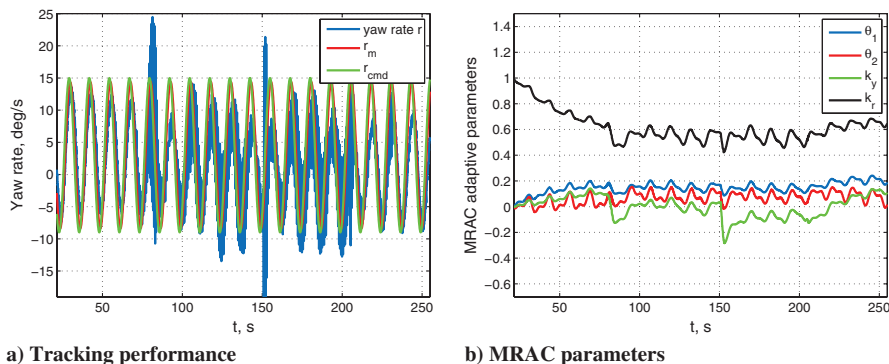 25
20
15
10
5
0
−5
−10
−15
50
100
150
200
250
Yaw rate, deg/s
t, s
yaw rate r
r_m
r_cmd
a) Tracking performance
1.4
1.2
1
0.8
0.6
0.4
0.2
0
−0.2
−0.4
−0.6
50
100
150
200
250
MRAC adaptive parameters
t, s
θ_1
θ_2
k_y
k_r
b) MRAC parameters